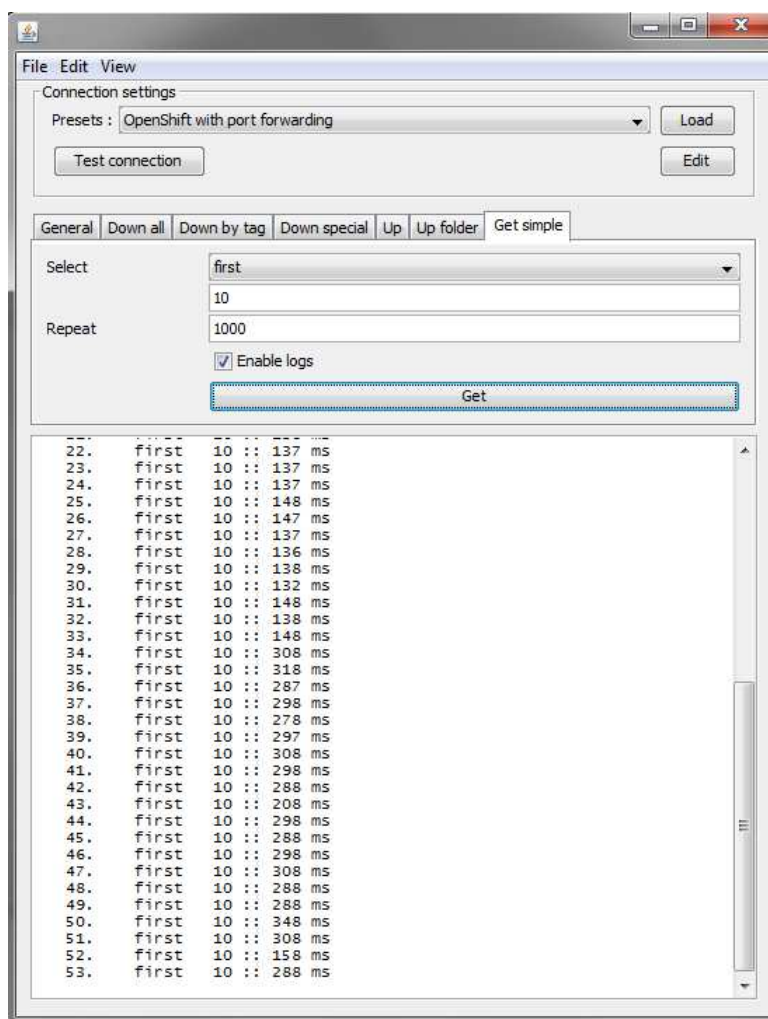 File Edit View
Connection settings
Presets : OpenShift with port forwarding Load
Test connection Edit
General Down all Down by tag Down special Up Up folder Get simple
Select first
10
Repeat 1000
Enable logs
Get
22. first 10 :: 137 ms
23. first 10 :: 137 ms
24. first 10 :: 137 ms
25. first 10 :: 148 ms
26. first 10 :: 147 ms
27. first 10 :: 137 ms
28. first 10 :: 136 ms
29. first 10 :: 138 ms
30. first 10 :: 132 ms
31. first 10 :: 148 ms
32. first 10 :: 138 ms
33. first 10 :: 148 ms
34. first 10 :: 308 ms
35. first 10 :: 318 ms
36. first 10 :: 287 ms
37. first 10 :: 298 ms
38. first 10 :: 278 ms
39. first 10 :: 297 ms
40. first 10 :: 308 ms
41. first 10 :: 298 ms
42. first 10 :: 288 ms
43. first 10 :: 208 ms
44. first 10 :: 298 ms
45. first 10 :: 288 ms
46. first 10 :: 298 ms
47. first 10 :: 308 ms
48. first 10 :: 288 ms
49. first 10 :: 288 ms
50. first 10 :: 348 ms
51. first 10 :: 308 ms
52. first 10 :: 158 ms
53. first 10 :: 288 ms